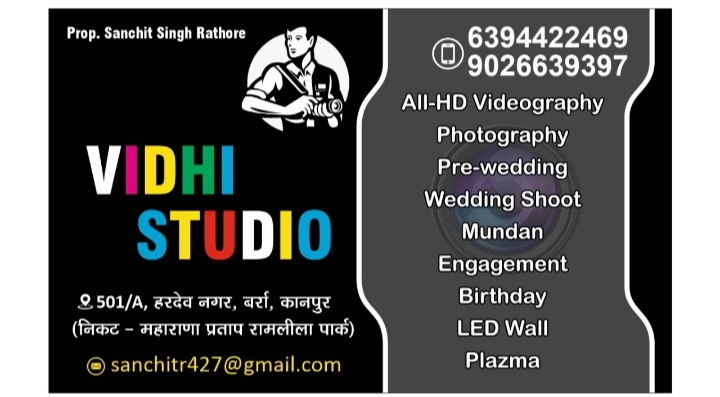 Prop. Sanchit Singh Rathore
VIDHI
STUDIO
501/A, हरदेव नगर, बर्रा, कानपुर
(निकट – महाराणा प्रताप रामलीला पार्क)
sanchitr427@gmail.com
6394422469
9026639397
All-HD Videography
Photography
Pre-wedding
Wedding Shoot
Mundan
Engagement
Birthday
LED Wall
Plazma